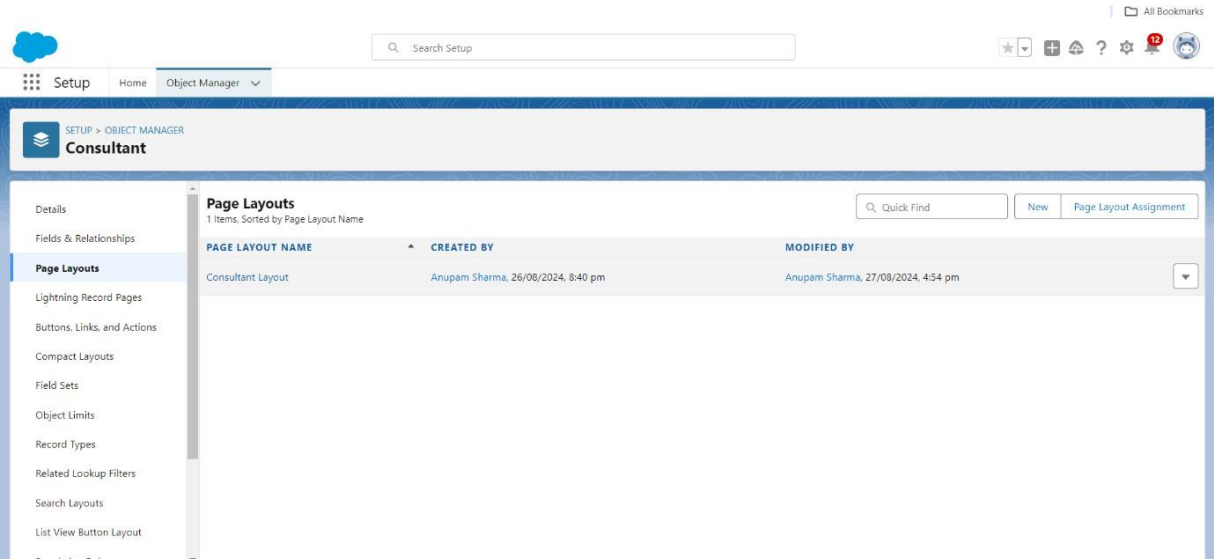 All Bookmarks
Search Setup
12
Setup Home Object Manager
SETUP > OBJECT MANAGER
Consultant
Details
Fields & Relationships
Page Layouts
Lightning Record Pages
Buttons, Links, and Actions
Compact Layouts
Field Sets
Object Limits
Record Types
Related Lookup Filters
Search Layouts
List View Button Layout
Page Layouts
1 Items, Sorted by Page Layout Name
Quick Find
New
Page Layout Assignment
PAGE LAYOUT NAME CREATED BY MODIFIED BY
Consultant Layout Anupam Sharma, 26/08/2024, 8:40 pm Anupam Sharma, 27/08/2024, 4:54 pm